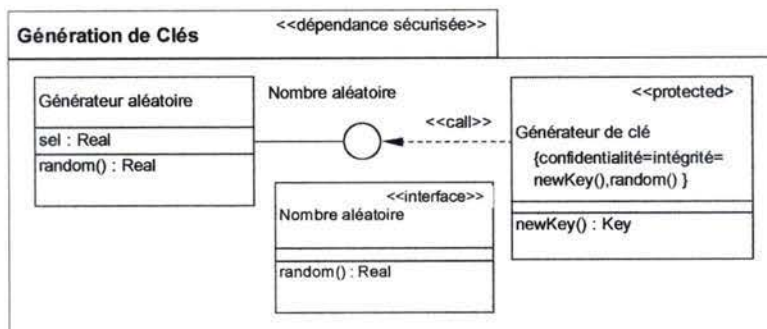 Génération de Clés
<<dépendance sécurisée>>
Générateur aléatoire
sel : Real
random() : Real
Nombre aléatoire
<<call>>
<<protected>
Générateur de clé
{confidentialité=intégrité=
newKey(),random() }
newKey() : Key
<<interface>>
Nombre aléatoire
random() : Real